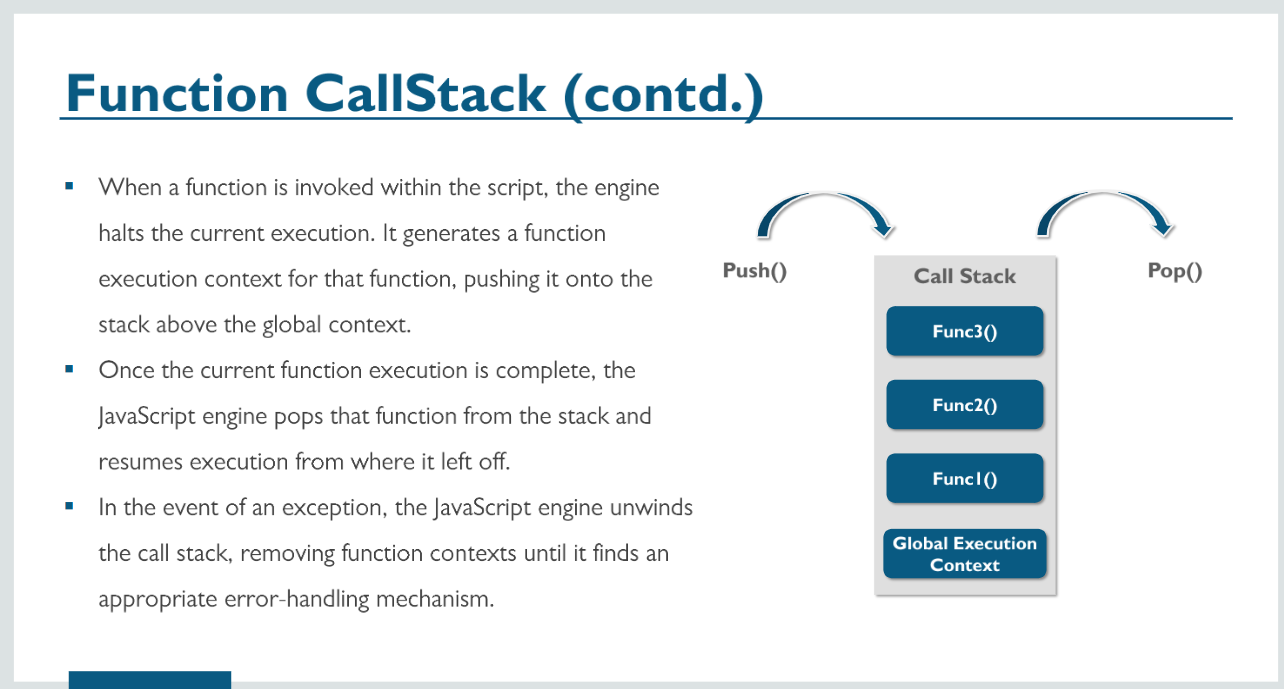 Function CallStack (contd.)
When a function is invoked within the script, the engine
halts the current execution. It generates a function
execution context for that function, pushing it onto the
stack above the global context.
Once the current function execution is complete, the
JavaScript engine pops that function from the stack and
resumes execution from where it left off.
In the event of an exception, the JavaScript engine unwinds
the call stack, removing function contexts until it finds an
appropriate error-handling mechanism.
Push()
Call Stack
Pop()
Func3()
Func2()
Func1()
Global Execution
Context